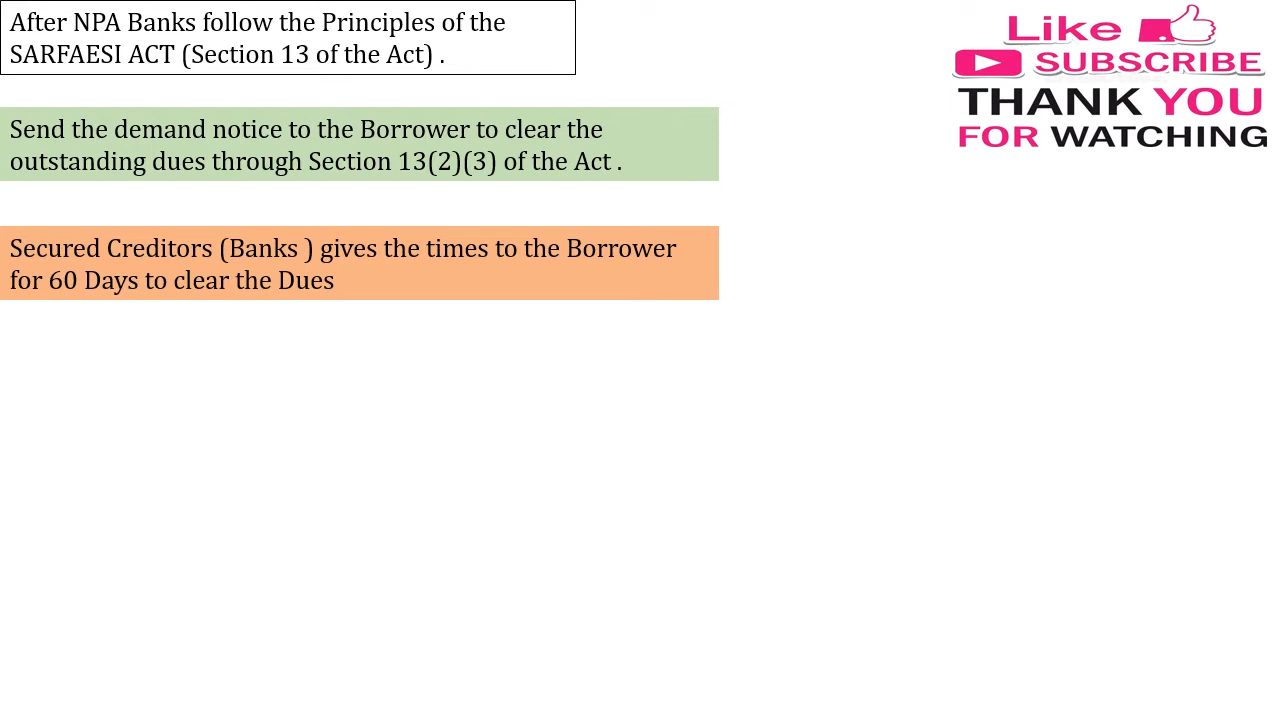 After NPA Banks follow the Principles of the
SARFAESI ACT (Section 13 of the Act) .
Send the demand notice to the Borrower to clear the
outstanding dues through Section 13(2)(3) of the Act .
Secured Creditors (Banks ) gives the times to the Borrower
for 60 Days to clear the Dues
Like
SUBSCRIBE
THANK YOU
FOR WATCHING